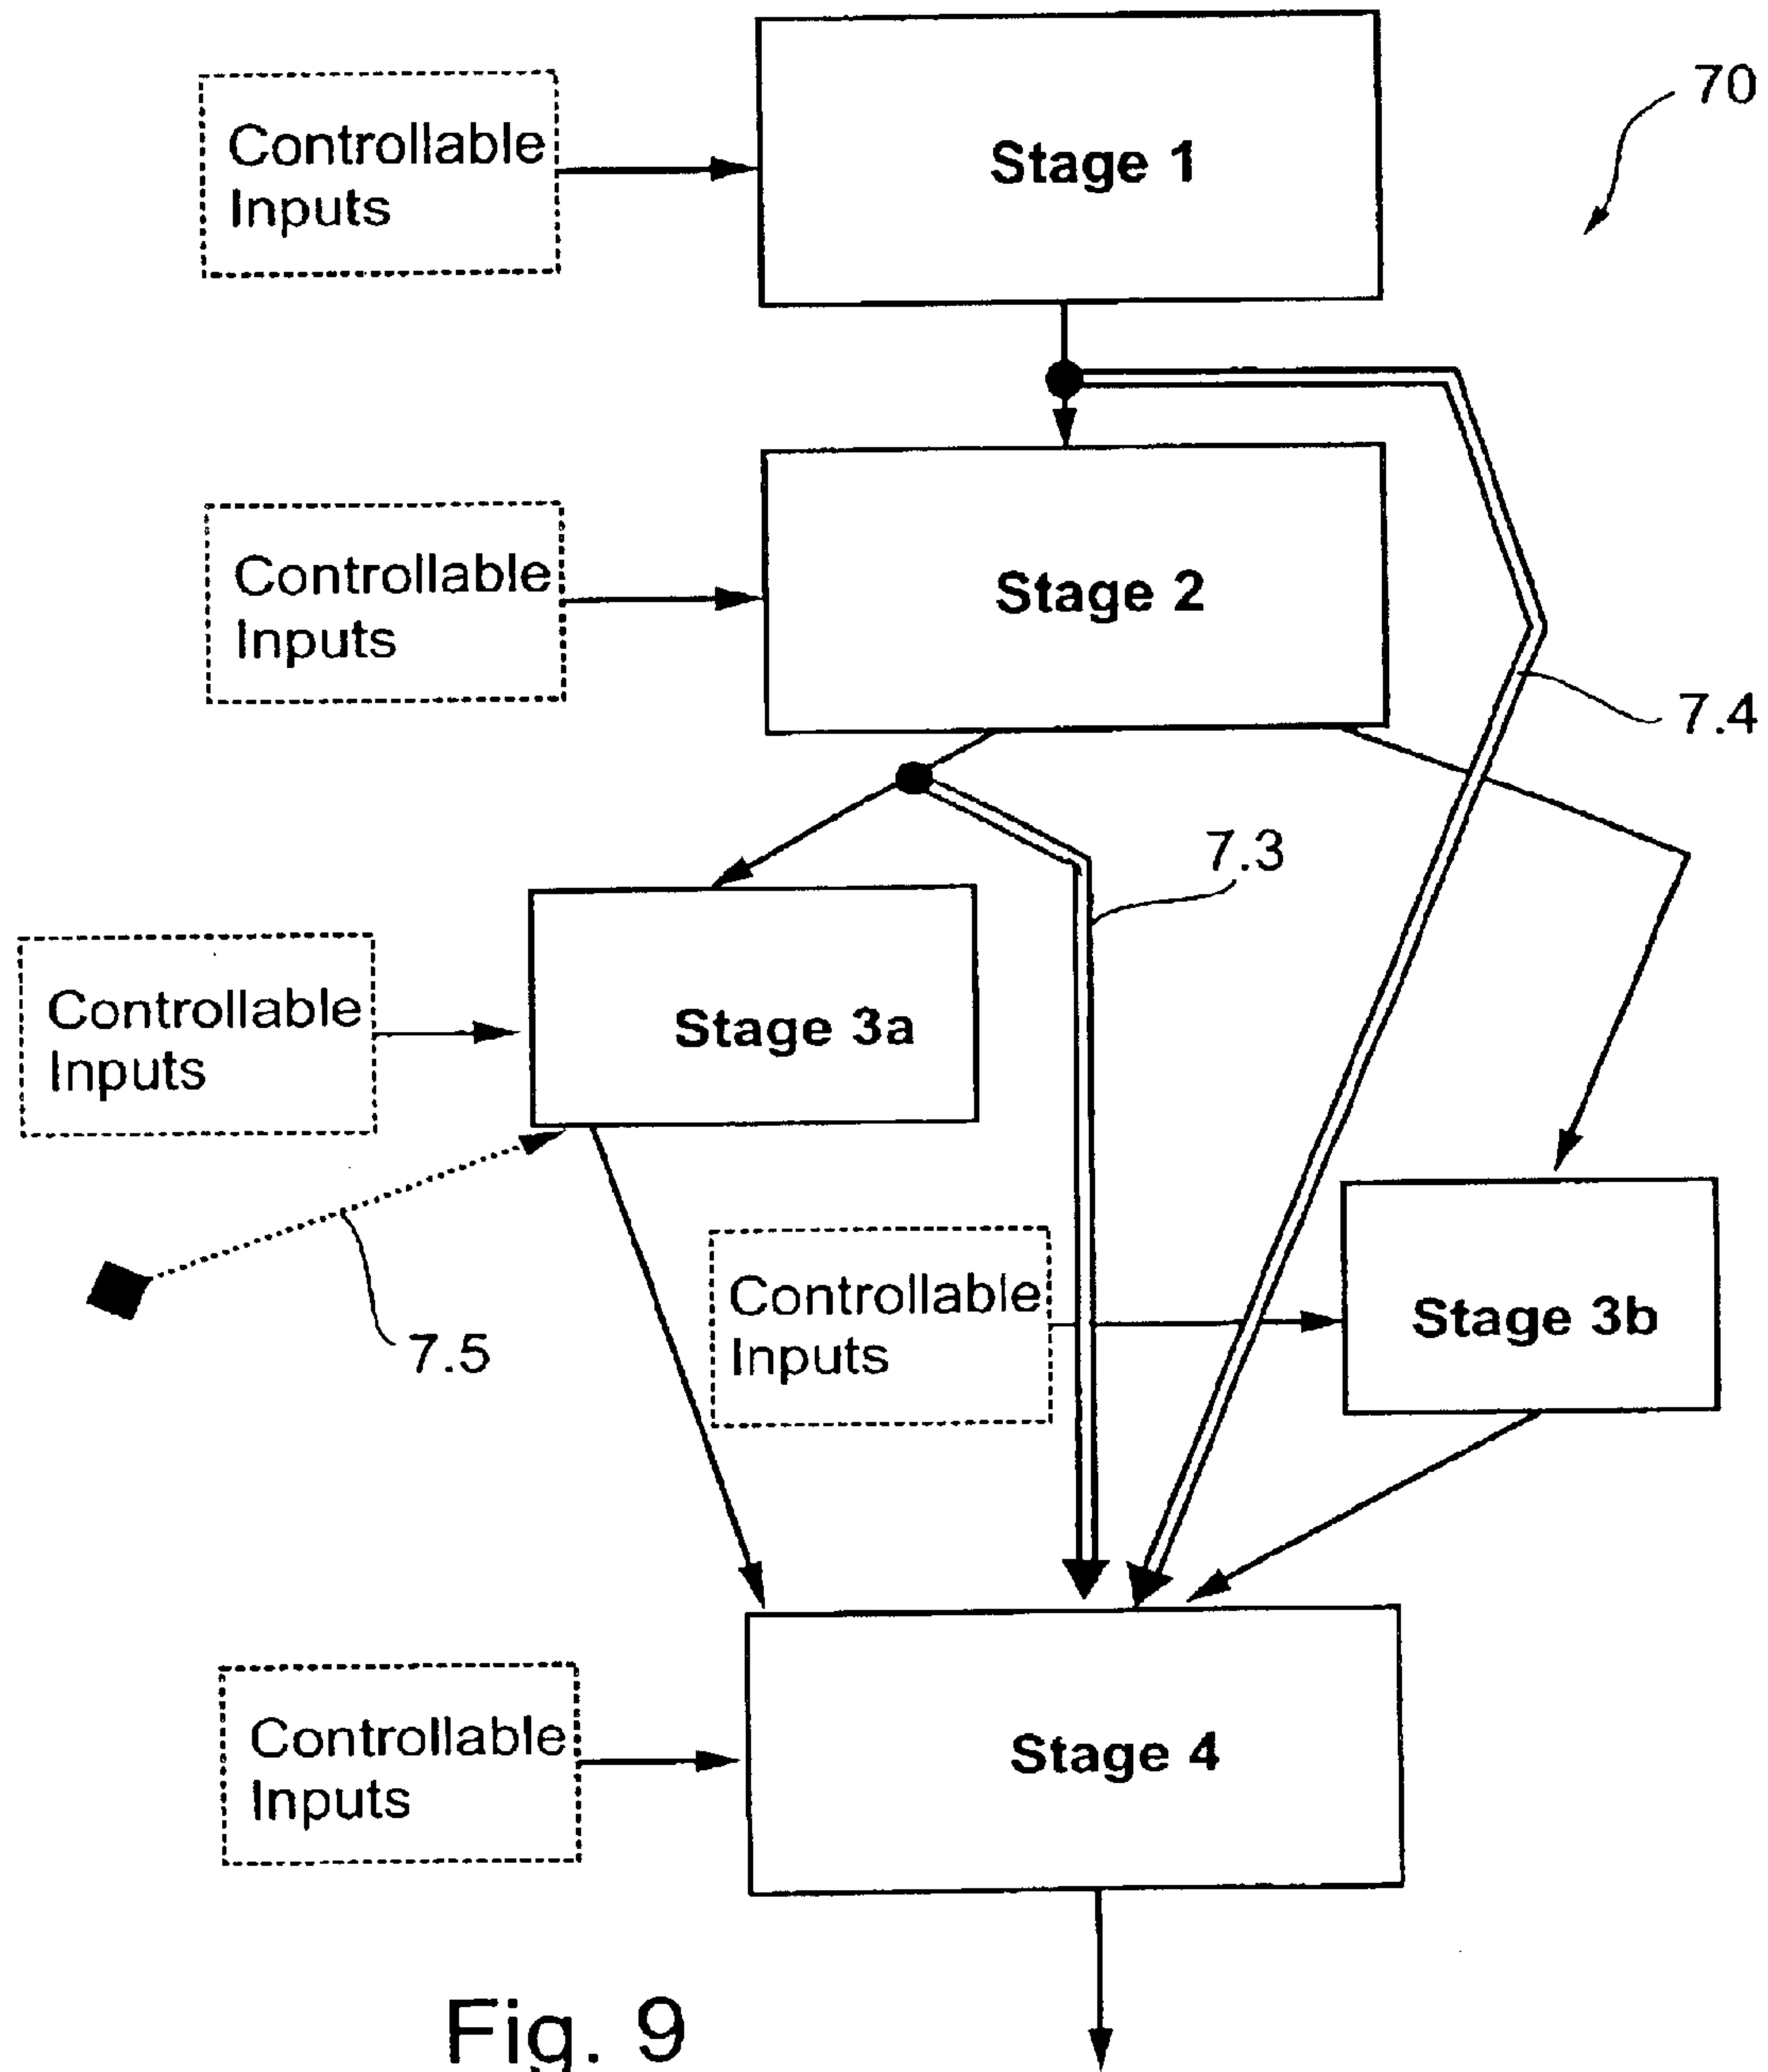 Controllable
Inputs
Stage 1
70
Controllable
Inputs
Stage 2
7.4
7.3
Controllable
Inputs
Stage 3a
Controllable
Inputs
Stage 3b
7.5
Controllable
Inputs
Stage 4
Fig. 9